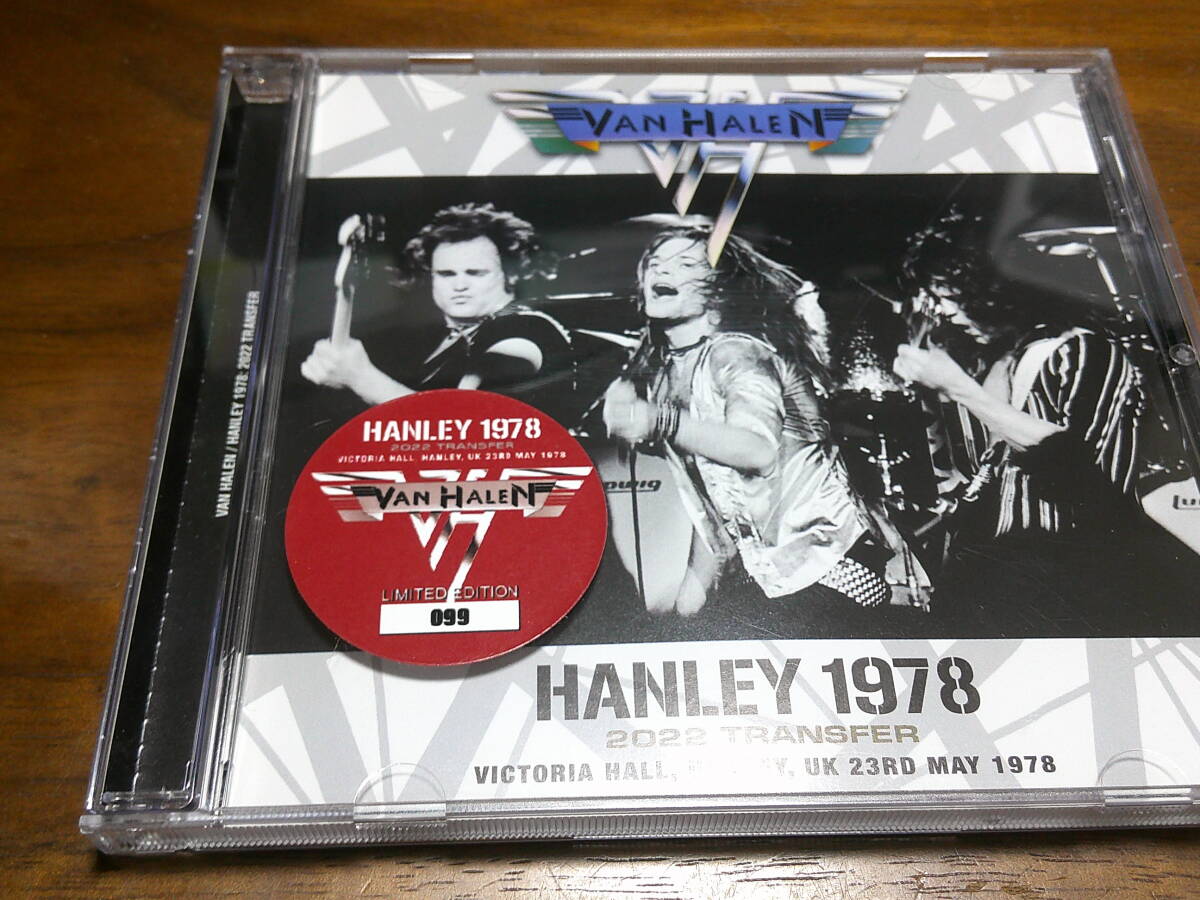 VAN HALEN / HANLEY 1978: 2022 TRANSFER
VAN HALEN
HANLEY 1978
2022 TRANSFER
VICTORIA HALL, HANLEY, UK 23RD MAY 1978
VAN HALEN
LIMITED EDITION
099
HANLEY 1978
2022 TRANSFER
VICTORIA HALL, UK 23RD MAY 1978